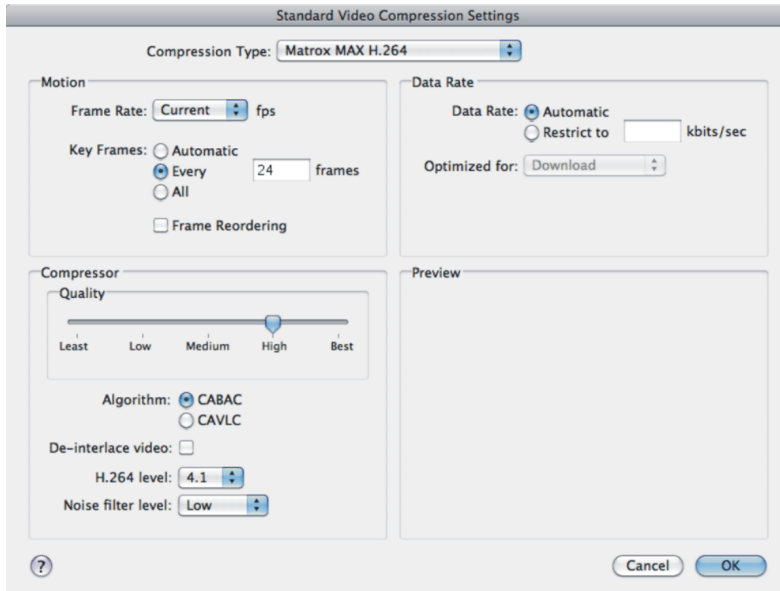 Standard Video Compression Settings
Compression Type: Matrox MAX H.264
Motion
Frame Rate: Current fps
Key Frames: Automatic
Every 24 frames
All
Frame Reordering
Data Rate
Data Rate: Automatic
Restrict to kbits/sec
Optimized for: Download
Compressor
Quality
Least Low Medium High Best
Algorithm: CABAC
CAVLC
De-interlace video:
H.264 level: 4.1
Noise filter level: Low
Preview
?
Cancel OK